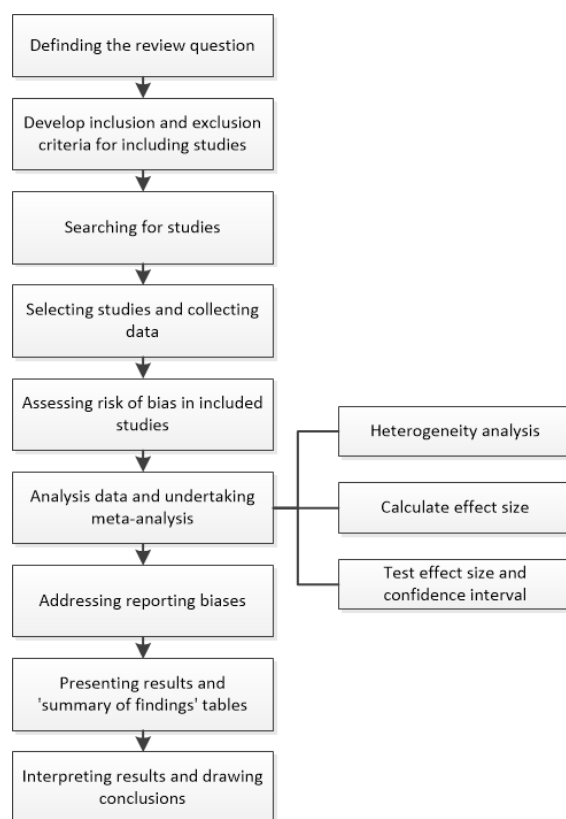 Definding the review question
Develop inclusion and exclusion
criteria for including studies
Searching for studies
Selecting studies and collecting
data
Assessing risk of bias in included
studies
Analysis data and undertaking
meta-analysis
Heterogeneity analysis
Calculate effect size
Test effect size and
confidence interval
Addressing reporting biases
Presenting results and
'summary of findings' tables
Interpreting results and drawing
conclusions